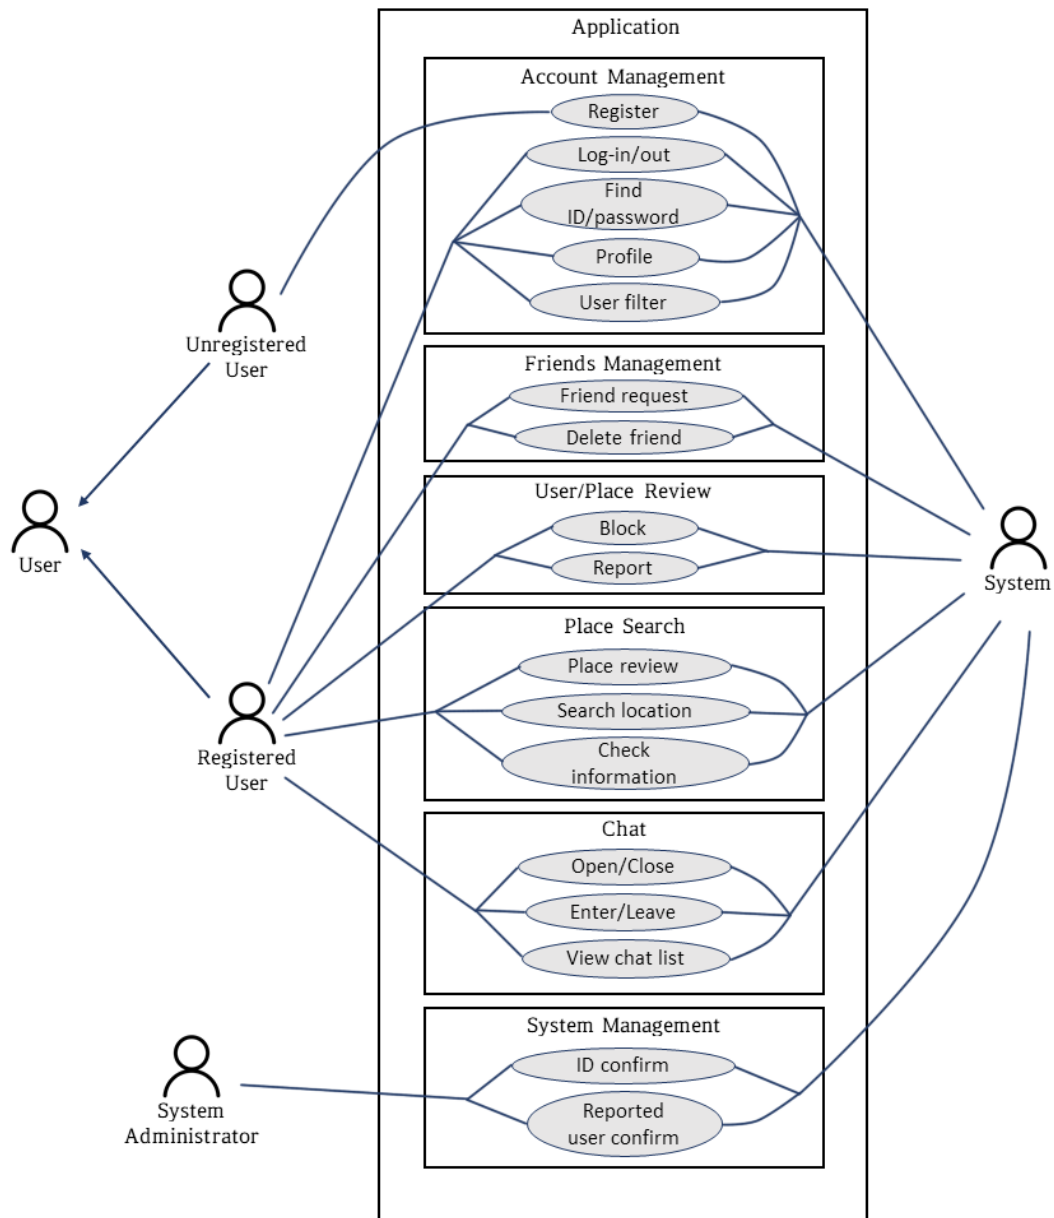 Application
Account Management
Register
Log-in/out
Find
ID/password
Profile
User filter
Unregistered
User
Friends Management
Friend request
Delete friend
User/Place Review
Block
Report
User
System
Place Search
Place review
Search location
Check
information
Registered
User
Chat
Open/Close
Enter/Leave
View chat list
System Management
ID confirm
Reported
user confirm
System
Administrator